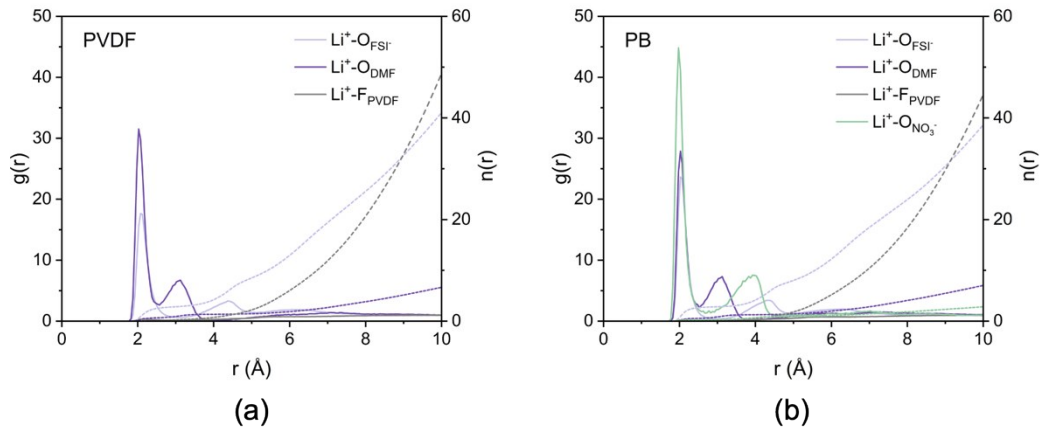 PVDF
Li⁺-O_FSI⁻
Li⁺-O_DMF
Li⁺-F_PVDF
50
40
30
20
10
0
g(r)
60
40
20
0
n(r)
0 2 4 6 8 10
r (Å)
(a)
PB
Li⁺-O_FSI⁻
Li⁺-O_DMF
Li⁺-F_PVDF
Li⁺-O_NO₃⁻
50
40
30
20
10
0
g(r)
60
40
20
0
n(r)
0 2 4 6 8 10
r (Å)
(b)